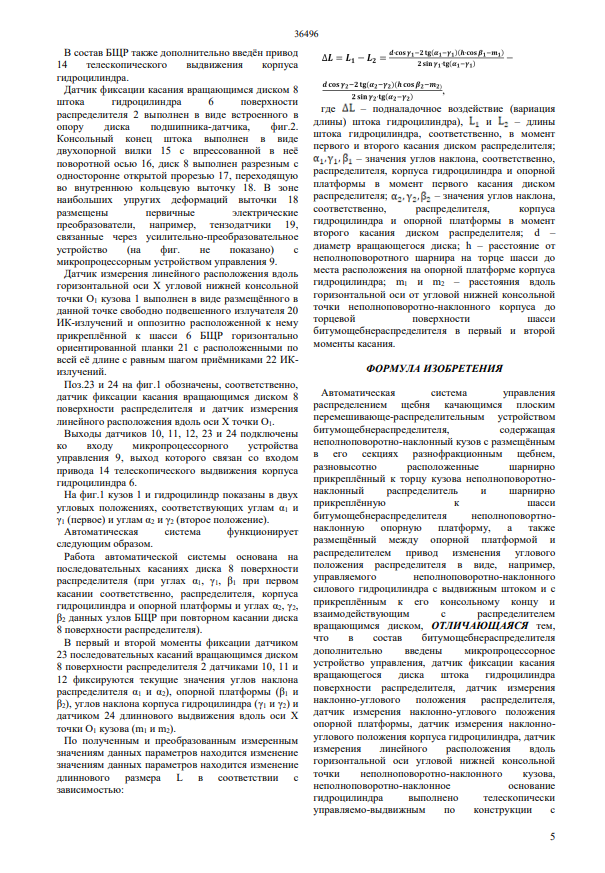 36496
В состав БЩР также дополнительно введён привод
14 телескопического выдвижения корпуса
гидроцилиндра.
Датчик фиксации касания вращающимся диском 8
штока гидроцилиндра 6 поверхности
распределителя 2 выполнен в виде встроенного в
опору диска подшипника-датчика, фиг.2.
Консольный конец штока выполнен в виде
двухопорной вилки 15 с впрессованной в неё
поворотной осью 16, диск 8 выполнен разрезным с
односторонне открытой прорезью 17, переходящую
во внутреннюю кольцевую выточку 18. В зоне
наибольших упругих деформаций выточки 18
размещены первичные электрические
преобразователи, например, тензодатчики 19,
связанные через усилительно-преобразовательное
устройство (на фиг. не показано) с
микропроцессорным устройством управления 9.
Датчик измерения линейного расположения вдоль
горизонтальной оси X угловой нижней консольной
точки O₁ кузова 1 выполнен в виде размещённого в
данной точке свободно подвешенного излучателя 20
ИК-излучений и оппозитно расположенной к нему
прикреплённой к шасси 6 БЩР горизонтально
ориентированной планки 21 с расположенными по
всей её длине с равным шагом приёмниками 22 ИК-
излучений.
Поз.23 и 24 на фиг.1 обозначены, соответственно,
датчик фиксации касания вращающимся диском 8
поверхности распределителя и датчик измерения
линейного расположения вдоль оси X точки O₁.
Выходы датчиков 10, 11, 12, 23 и 24 подключены
ко входу микропроцессорного устройства
управления 9, выход которого связан со входом
привода 14 телескопического выдвижения корпуса
гидроцилиндра 6.
На фиг.1 кузов 1 и гидроцилиндр показаны в двух
угловых положениях, соответствующих углам α₁ и
γ₁ (первое) и углам α₂ и γ₂ (второе положение).
Автоматическая система функционирует
следующим образом.
Работа автоматической системы основана на
последовательных касаниях диска 8 поверхности
распределителя (при углах α₁, γ₁, β₁ при первом
касании соответственно, распределителя, корпуса
гидроцилиндра и опорной платформы и углах α₂, γ₂,
β₂ данных узлов БЩР при повторном касании диска
8 поверхности распределителя).
В первый и второй моменты фиксации датчиком
23 последовательных касаний вращающимся диском
8 поверхности распределителя 2 датчиками 10, 11 и
12 фиксируются текущие значения углов наклона
распределителя α₁ и α₂), опорной платформы (β₁ и
β₂), углов наклона корпуса гидроцилиндра (γ₁ и γ₂) и
датчиком 24 длиннового выдвижения вдоль оси X
точки O₁ кузова (m₁ и m₂).
По полученным и преобразованным измеренным
значениям данных параметров находится изменение
значениям данных параметров находится изменение
длиннового размера L в соответствии с
зависимостью:
ΔL = L₁ − L₂ = (d·cos γ₁−2 tg(α₁−γ₁)(h·cos β₁−m₁)) / (2 sin γ₁·tg(α₁−γ₁)) −
(d cos γ₂−2 tg(α₂−γ₂)(h cos β₂−m₂)) / (2 sin γ₂·tg(α₂−γ₂)),
где ΔL – подналадочное воздействие (вариация
длины) штока гидроцилиндра), L₁ и L₂ – длины
штока гидроцилиндра, соответственно, в момент
первого и второго касания диском распределителя;
α₁, γ₁, β₁ – значения углов наклона, соответственно,
распределителя, корпуса гидроцилиндра и опорной
платформы в момент первого касания диском
распределителя; α₂, γ₂, β₂ – значения углов наклона,
соответственно, распределителя, корпуса
гидроцилиндра и опорной платформы в момент
второго касания диском распределителя; d –
диаметр вращающегося диска; h – расстояние от
неполноповоротного шарнира на торце шасси до
места расположения на опорной платформе корпуса
гидроцилиндра; m₁ и m₂ – расстояния вдоль
горизонтальной оси от угловой нижней консольной
точки неполноповоротно-наклонного корпуса до
торцевой поверхности шасси
битумощебнераспределителя в первый и второй
моменты касания.
ФОРМУЛА ИЗОБРЕТЕНИЯ
Автоматическая система управления
распределением щебня качающимся плоским
перемешивающе-распределительным устройством
битумощебнераспределителя, содержащая
неполноповоротно-наклонный кузов с размещённым
в его секциях разнофракционным щебнем,
разновысотно расположенные шарнирно
прикреплённый к торцу кузова неполноповоротно-
наклонный распределитель и шарнирно
прикреплённую к шасси
битумощебнераспределителя неполноповортно-
наклонную опорную платформу, а также
размещённый между опорной платформой и
распределителем привод изменения углового
положения распределителя в виде, например,
управляемого неполноповоротно-наклонного
силового гидроцилиндра с выдвижным штоком и с
прикреплённым к его консольному концу и
взаимодействующим с распределителем
вращающимся диском, ОТЛИЧАЮЩАЯСЯ тем,
что в состав битумощебнераспределителя
дополнительно введены микропроцессорное
устройство управления, датчик фиксации касания
вращающегося диска штока гидроцилиндра
поверхности распределителя, датчик измерения
наклонно-углового положения распределителя,
датчик измерения наклонно-углового положения
опорной платформы, датчик измерения наклонно-
углового положения корпуса гидроцилиндра, датчик
измерения линейного расположения вдоль
горизонтальной оси угловой нижней консольной
точки неполноповоротно-наклонного кузова,
неполноповоротно-наклонное основание
гидроцилиндра выполнено телескопически
управляемо-выдвижным по конструкции с
5